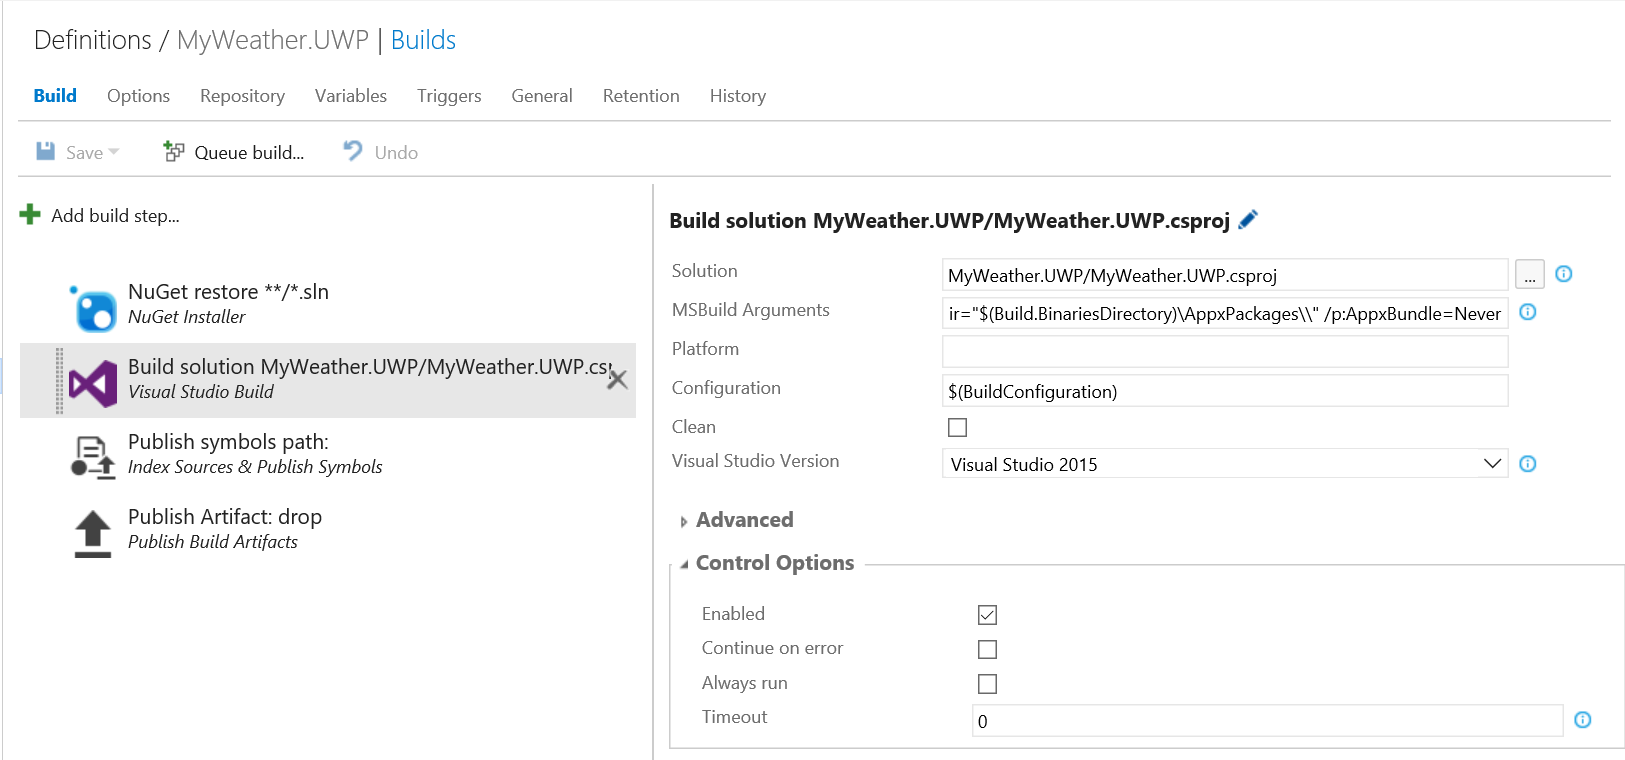 Definitions / MyWeather.UWP | Builds
Build Options Repository Variables Triggers General Retention History
Save Queue build... Undo
Add build step...
NuGet restore **/*.sln
NuGet Installer
Build solution MyWeather.UWP/MyWeather.UWP.cs
Visual Studio Build
Publish symbols path:
Index Sources & Publish Symbols
Publish Artifact: drop
Publish Build Artifacts
Build solution MyWeather.UWP/MyWeather.UWP.csproj
Solution MyWeather.UWP/MyWeather.UWP.csproj ...
MSBuild Arguments ir="$(Build.BinariesDirectory)\AppxPackages\\" /p:AppxBundle=Never
Platform
Configuration $(BuildConfiguration)
Clean
Visual Studio Version Visual Studio 2015
Advanced
Control Options
Enabled
Continue on error
Always run
Timeout 0